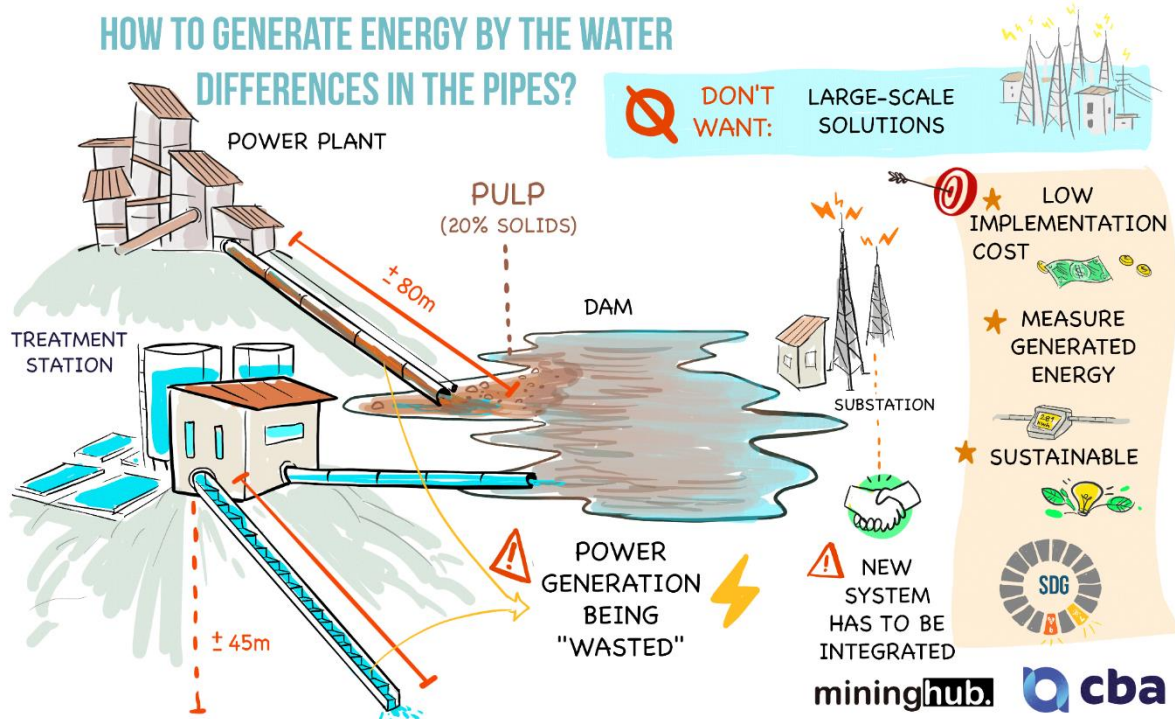 HOW TO GENERATE ENERGY BY THE WATER
DIFFERENCES IN THE PIPES?
DON'T
WANT:
LARGE-SCALE
SOLUTIONS
POWER PLANT
PULP
(20% SOLIDS)
± 80m
DAM
TREATMENT
STATION
SUBSTATION
LOW
IMPLEMENTATION
COST
MEASURE
GENERATED
ENERGY
SUSTAINABLE
SDG
± 45m
POWER
GENERATION
BEING
"WASTED"
NEW
SYSTEM
HAS TO BE
INTEGRATED
mininghub.
cba